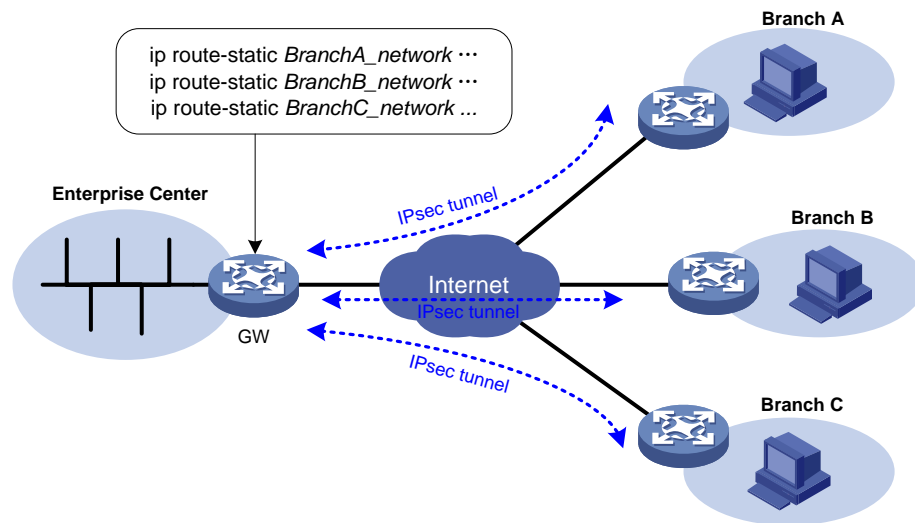 Branch A
ip route-static BranchA_network ···
ip route-static BranchB_network ···
ip route-static BranchC_network ...
Enterprise Center
IPsec tunnel
Branch B
Internet
IPsec tunnel
GW
IPsec tunnel
Branch C